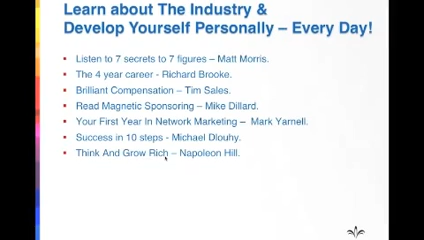 Learn about The Industry &
Develop Yourself Personally – Every Day!
Listen to 7 secrets to 7 figures – Matt Morris.
The 4 year career - Richard Brooke.
Brilliant Compensation – Tim Sales.
Read Magnetic Sponsoring – Mike Dillard.
Your First Year In Network Marketing – Mark Yarnell.
Success in 10 steps - Michael Dlouhy.
Think And Grow Rich – Napoleon Hill.